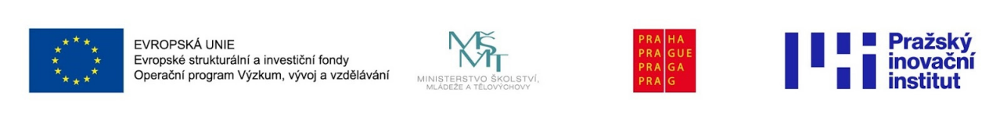 EVROPSKÁ UNIE
Evropské strukturální a investiční fondy
Operační program Výzkum, vývoj a vzdělávání
MŠ
MT
MINISTERSTVO ŠKOLSTVÍ,
MLÁDEŽE A TĚLOVÝCHOVY
PRA HA
PRA GUE
PRA GA
PRA G
Pražský
inovační
institut